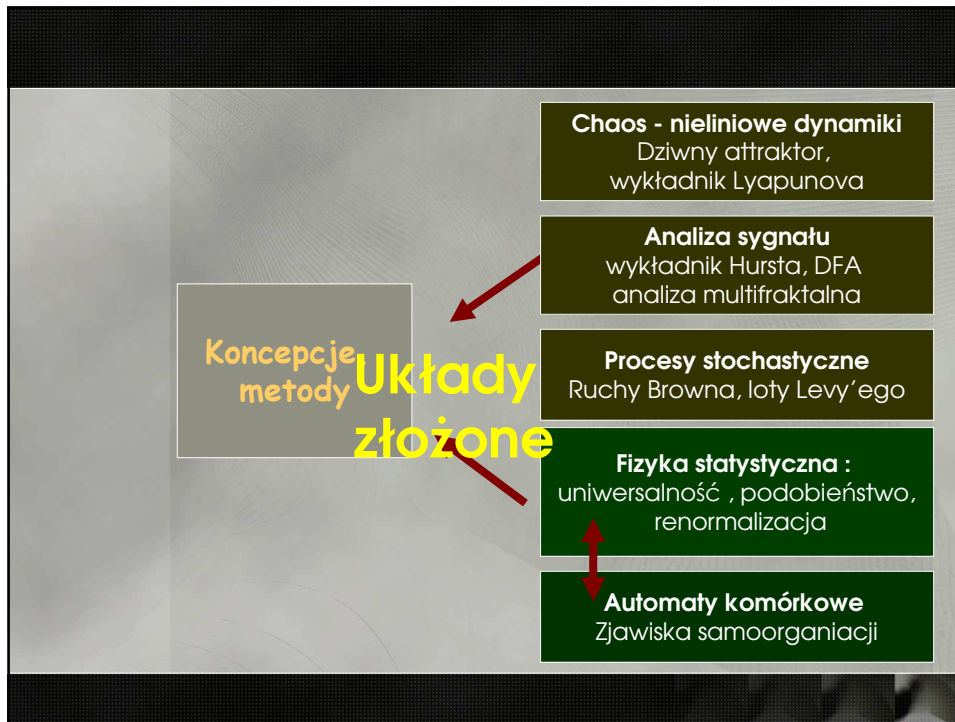 Koncepcje
metody
Układy
złożone
Chaos - nieliniowe dynamiki
Dziwny attraktor,
wykładnik Lyapunova
Analiza sygnału
wykładnik Hursta, DFA
analiza multifraktalna
Procesy stochastyczne
Ruchy Browna, loty Levy'ego
Fizyka statystyczna :
uniwersalność , podobieństwo,
renormalizacja
Automaty komórkowe
Zjawiska samoorganiacji